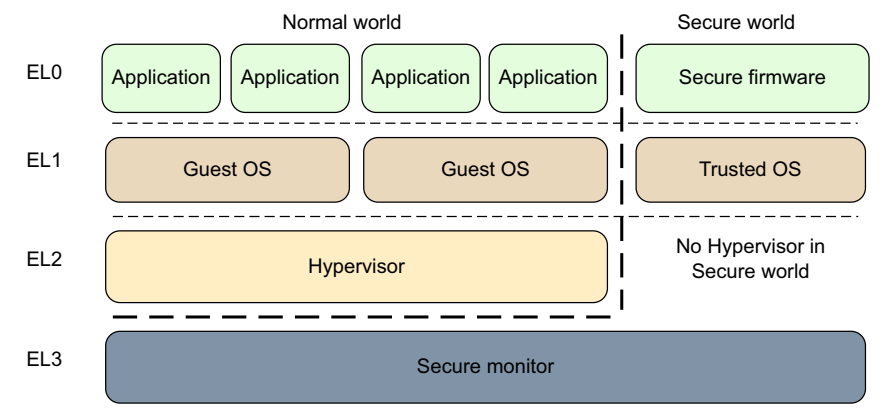 Normal world
Secure world
EL0
Application
Application
Application
Application
Secure firmware
EL1
Guest OS
Guest OS
Trusted OS
EL2
Hypervisor
No Hypervisor in
Secure world
EL3
Secure monitor